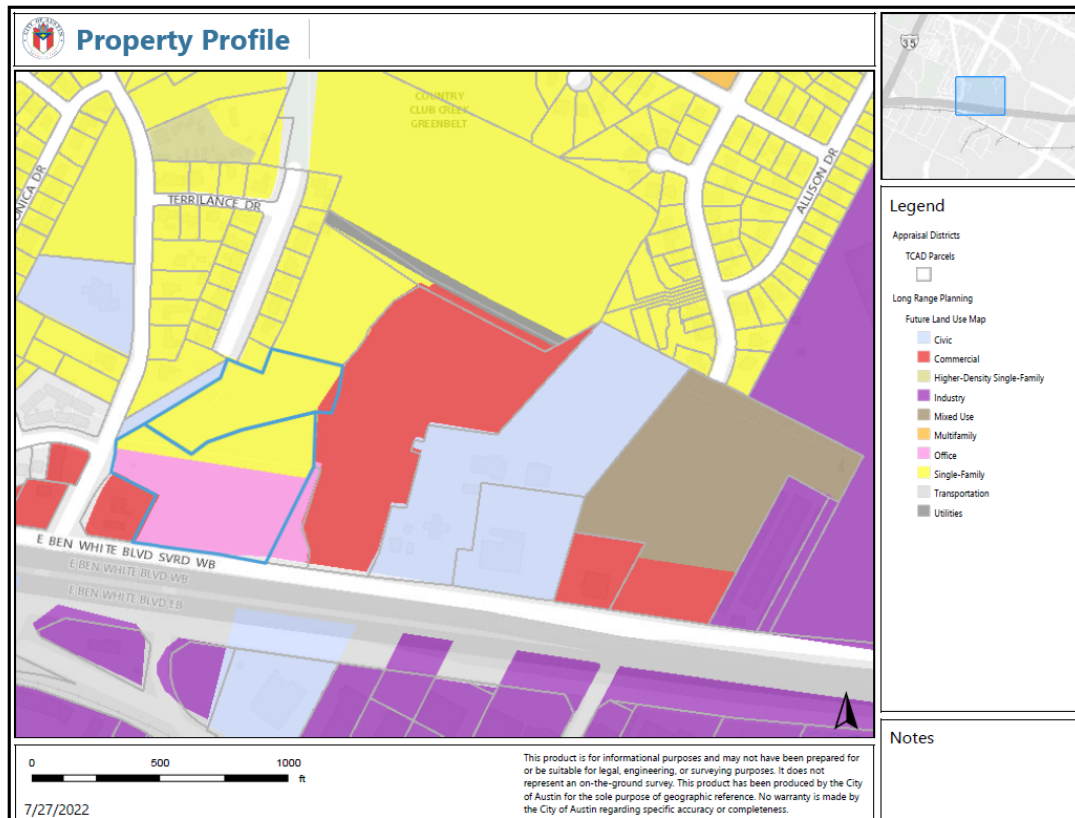 CITY OF AUSTIN
Property Profile
COUNTRY
CLUB CREEK
GREENBELT
ONICA DR
TERRILANCE DR
ALLISON DR
E BEN WHITE BLVD SVRD WB
E BEN WHITE BLVD WB
E BEN WHITE BLVD EB
35
Legend
Appraisal Districts
TCAD Parcels
Long Range Planning
Future Land Use Map
Civic
Commercial
Higher-Density Single-Family
Industry
Mixed Use
Multifamily
Office
Single-Family
Transportation
Utilities
Notes
0 500 1000
ft
7/27/2022
This product is for informational purposes and may not have been prepared for
or be suitable for legal, engineering, or surveying purposes. It does not
represent an on-the-ground survey. This product has been produced by the City
of Austin for the sole purpose of geographic reference. No warranty is made by
the City of Austin regarding specific accuracy or completeness.